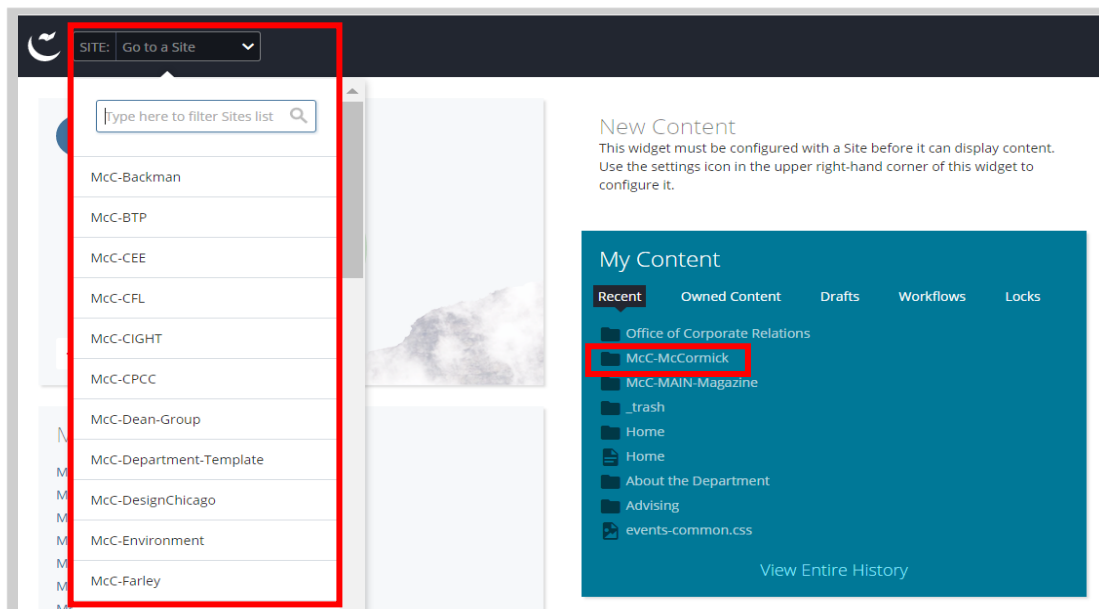 SITE: Go to a Site
Type here to filter Sites list
McC-Backman
McC-BTP
McC-CEE
McC-CFL
McC-CIGHT
McC-CPCC
McC-Dean-Group
McC-Department-Template
McC-DesignChicago
McC-Environment
McC-Farley
New Content
This widget must be configured with a Site before it can display content.
Use the settings icon in the upper right-hand corner of this widget to
configure it.
My Content
Recent Owned Content Drafts Workflows Locks
Office of Corporate Relations
McC-McCormick
McC-MAIN-Magazine
_trash
Home
Home
About the Department
Advising
events-common.css
View Entire History